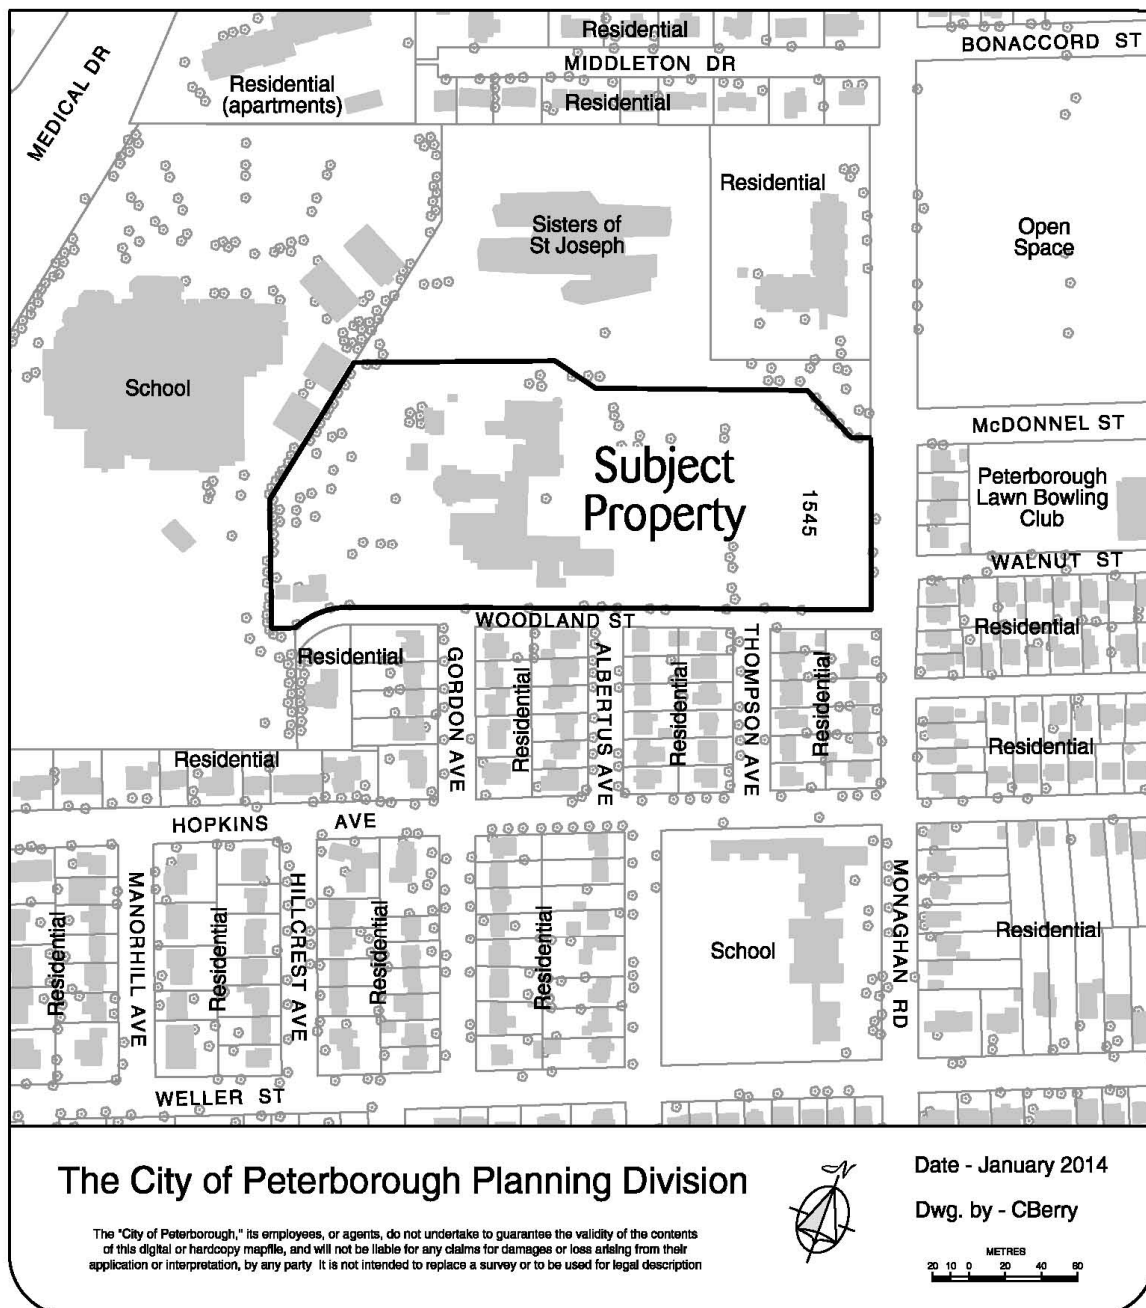 Residential
BONACCORD ST
MIDDLETON DR
MEDICAL DR
Residential
(apartments)
Residential
Residential
Sisters of
St Joseph
Open
Space
School
McDONNEL ST
Subject
Property
1545
Peterborough
Lawn Bowling
Club
WALNUT ST
WOODLAND ST
Residential
Residential
GORDON AVE
Residential
ALBERTUS AVE
Residential
THOMPSON AVE
Residential
Residential
Residential
HOPKINS AVE
MANORHILL AVE
HILLCREST AVE
MONAGHAN RD
Residential
Residential
Residential
Residential
School
Residential
WELLER ST
The City of Peterborough Planning Division
The "City of Peterborough," its employees, or agents, do not undertake to guarantee the validity of the contents
of this digital or hardcopy mapfile, and will not be liable for any claims for damages or loss arising from their
application or interpretation, by any party It is not intended to replace a survey or to be used for legal description
N
Date - January 2014
Dwg. by - CBerry
METRES
20 10 0 20 40 60